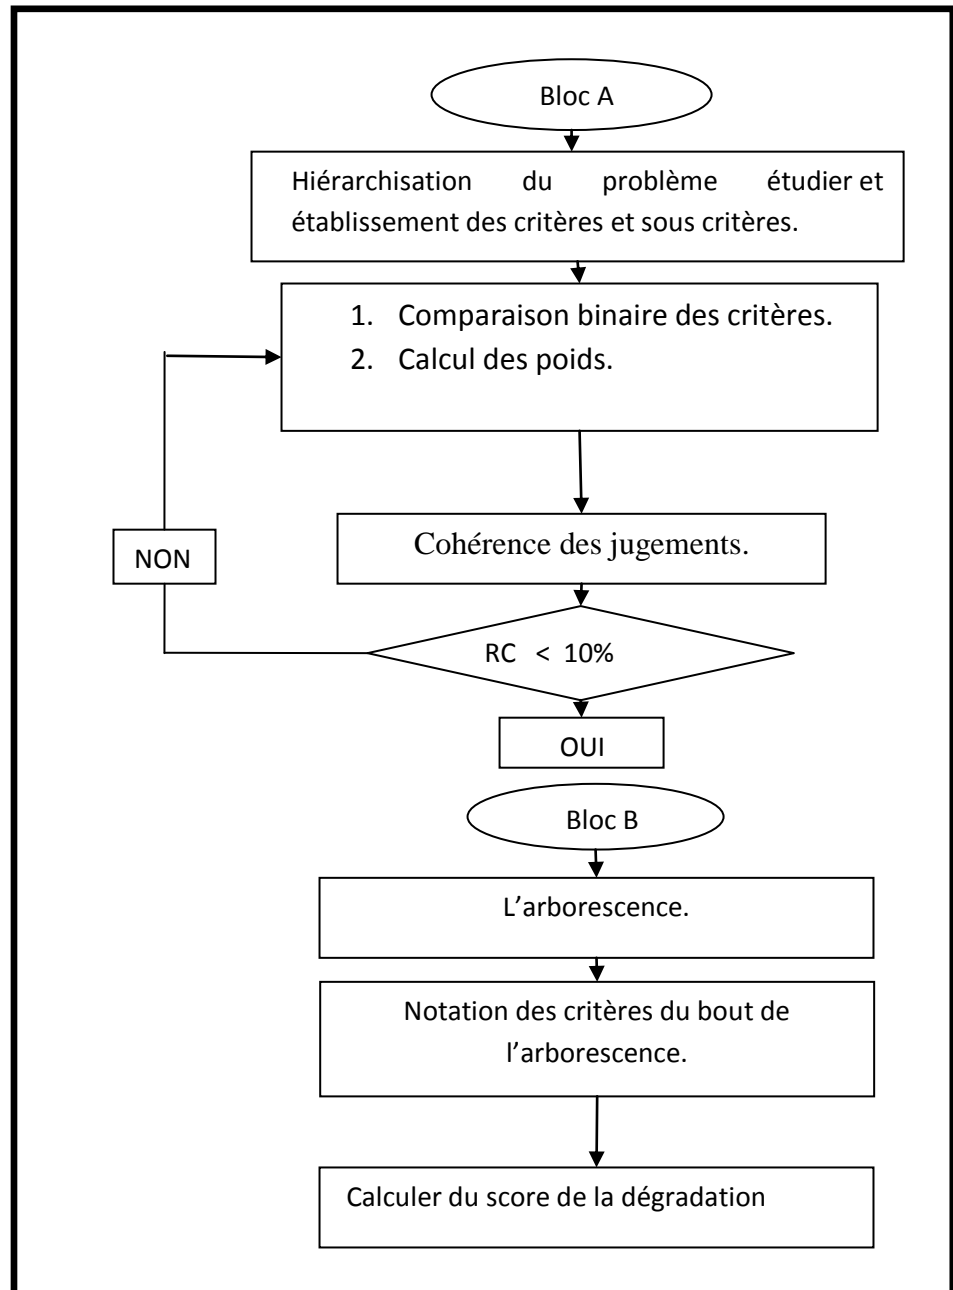 Bloc A
Hiérarchisation du problème étudier et
établissement des critères et sous critères.
1. Comparaison binaire des critères.
2. Calcul des poids.
Cohérence des jugements.
NON
RC < 10%
OUI
Bloc B
L’arborescence.
Notation des critères du bout de
l’arborescence.
Calculer du score de la dégradation